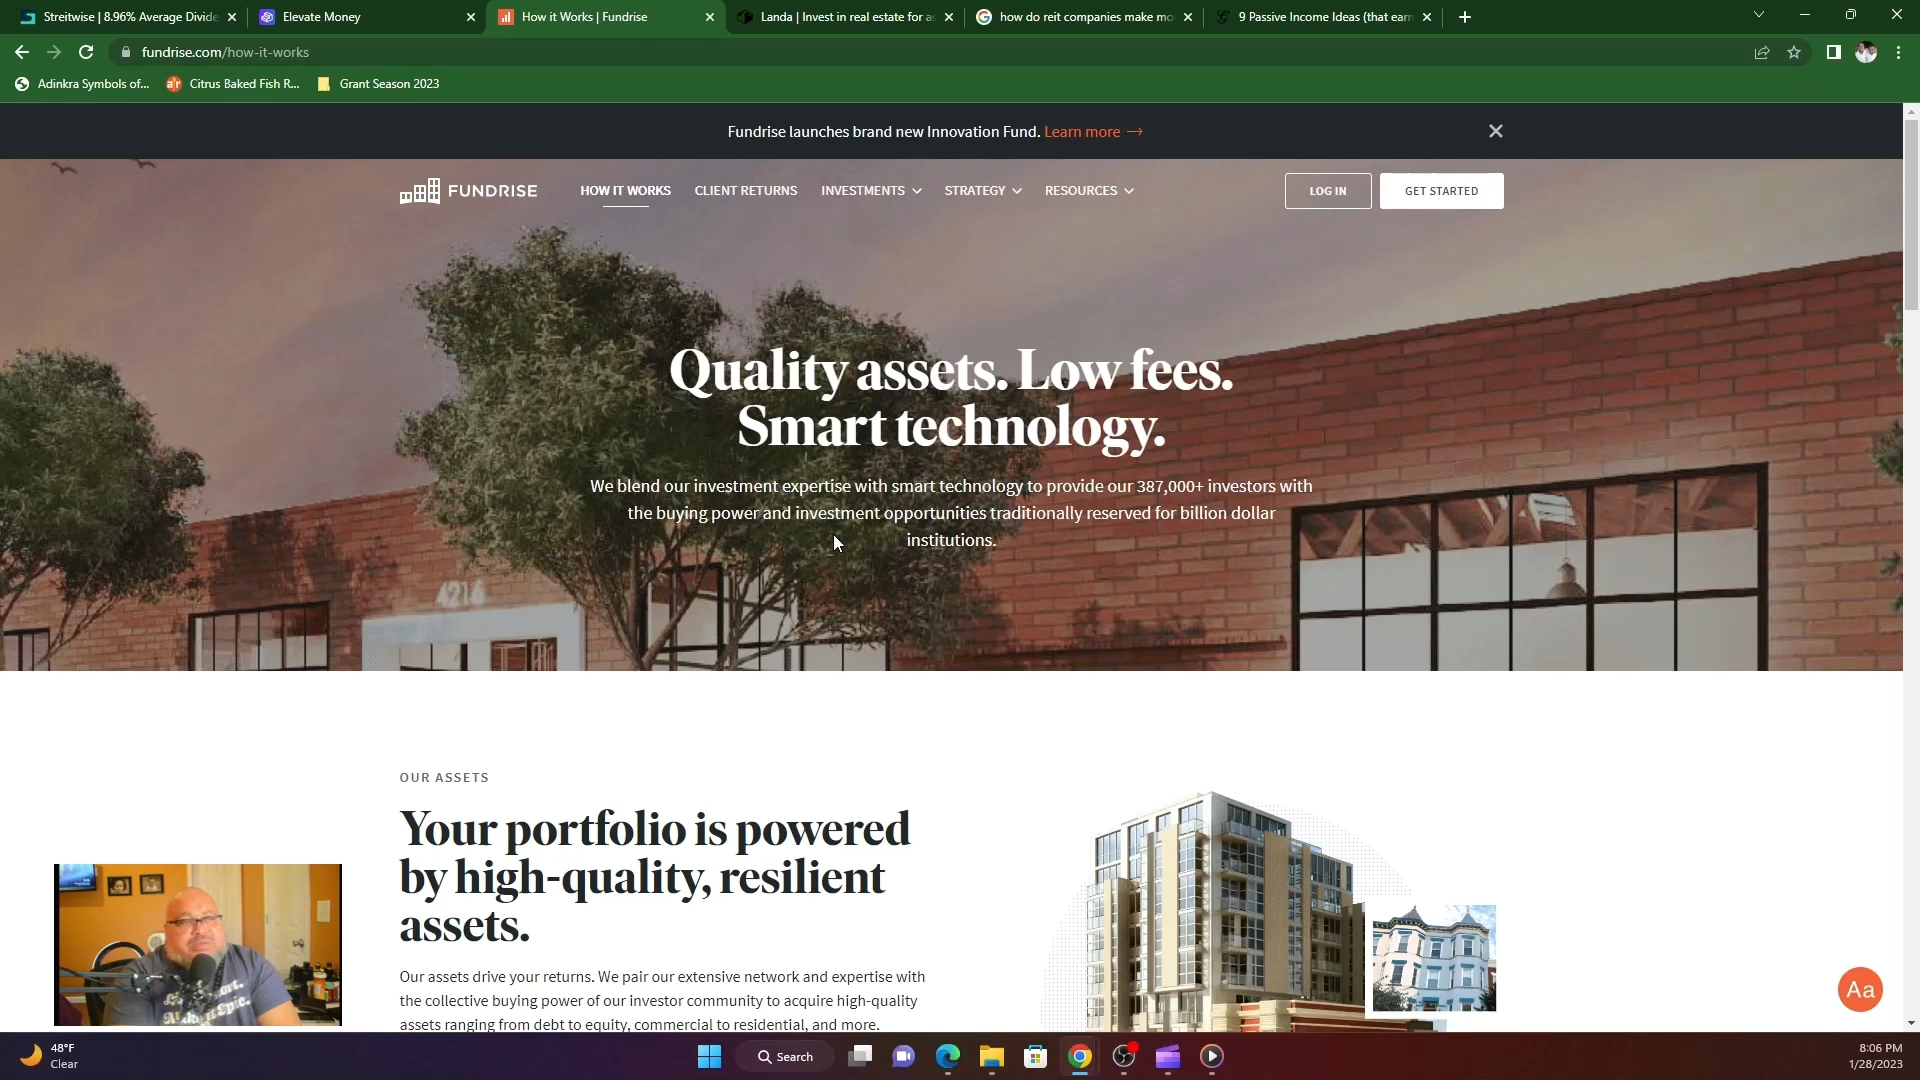 Streitwise | 8.96% Average Divide
Elevate Money
How it Works | Fundrise
Landa | Invest in real estate for as
how do reit companies make mo
9 Passive Income Ideas (that earn
fundrise.com/how-it-works
Adinkra Symbols of...
Citrus Baked Fish R...
Grant Season 2023
Fundrise launches brand new Innovation Fund. Learn more →
FUNDRISE
HOW IT WORKS
CLIENT RETURNS
INVESTMENTS
STRATEGY
RESOURCES
LOG IN
GET STARTED
Quality assets. Low fees.
Smart technology.
We blend our investment expertise with smart technology to provide our 387,000+ investors with
the buying power and investment opportunities traditionally reserved for billion dollar
institutions.
4216
OUR ASSETS
Your portfolio is powered
by high-quality, resilient
assets.
Our assets drive your returns. We pair our extensive network and expertise with
the collective buying power of our investor community to acquire high-quality
assets ranging from debt to equity, commercial to residential, and more.
Aa
48°F
Clear
Search
8:06 PM
1/28/2023